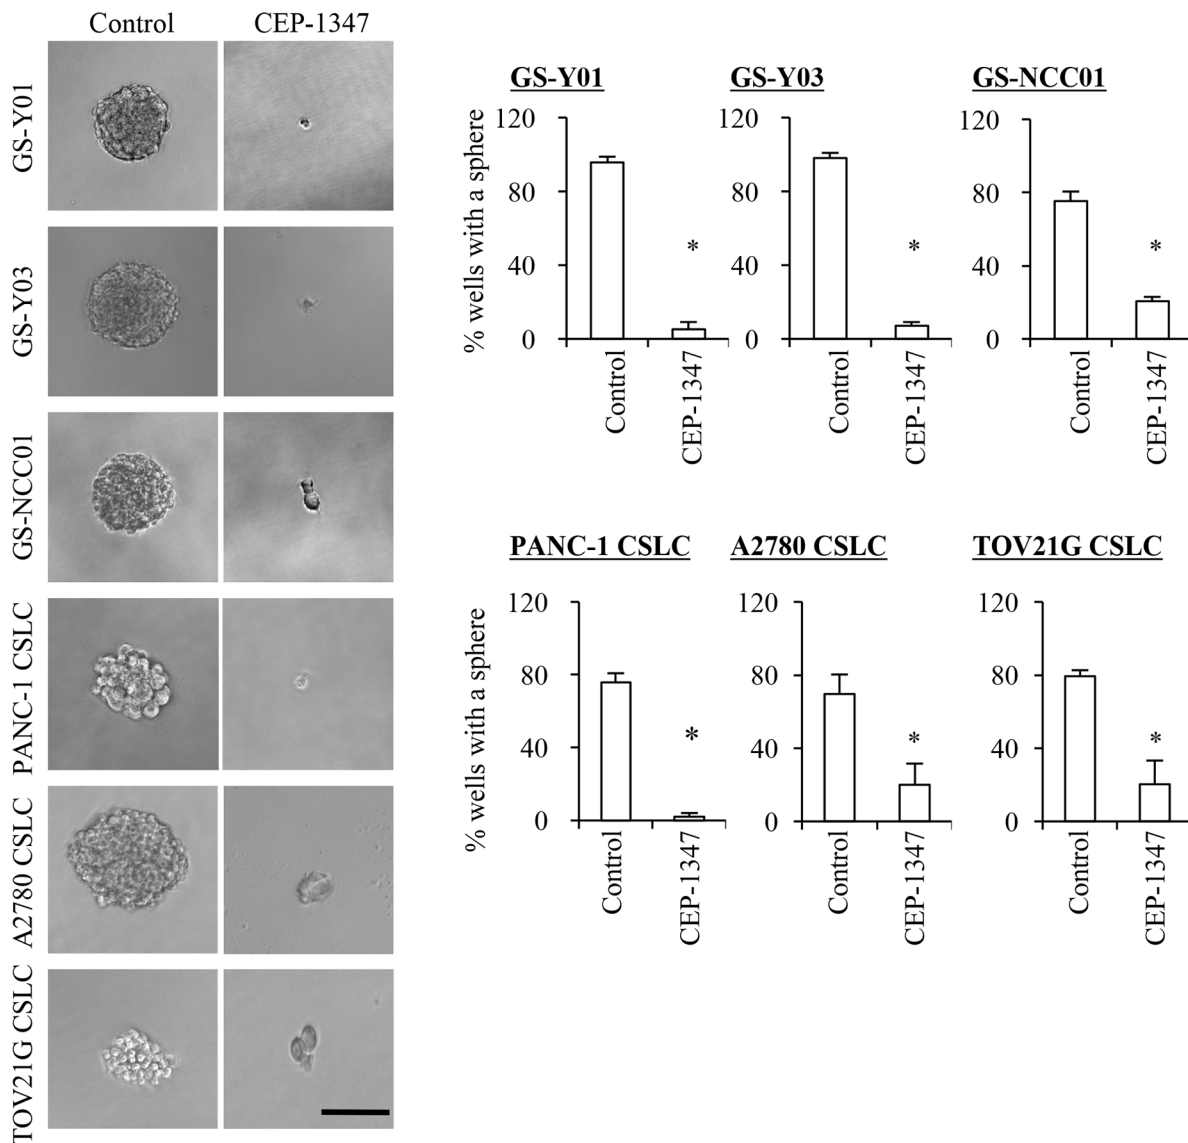 Control CEP-1347
GS-Y01
GS-Y03
GS-NCC01
PANC-1 CSLC
A2780 CSLC
TOV21G CSLC
GS-Y01 GS-Y03 GS-NCC01
% wells with a sphere
120
80
40
0
*
Control
CEP-1347
120
80
40
0
*
Control
CEP-1347
120
80
40
0
*
Control
CEP-1347
PANC-1 CSLC A2780 CSLC TOV21G CSLC
% wells with a sphere
120
80
40
0
*
Control
CEP-1347
120
80
40
0
*
Control
CEP-1347
120
80
40
0
*
Control
CEP-1347